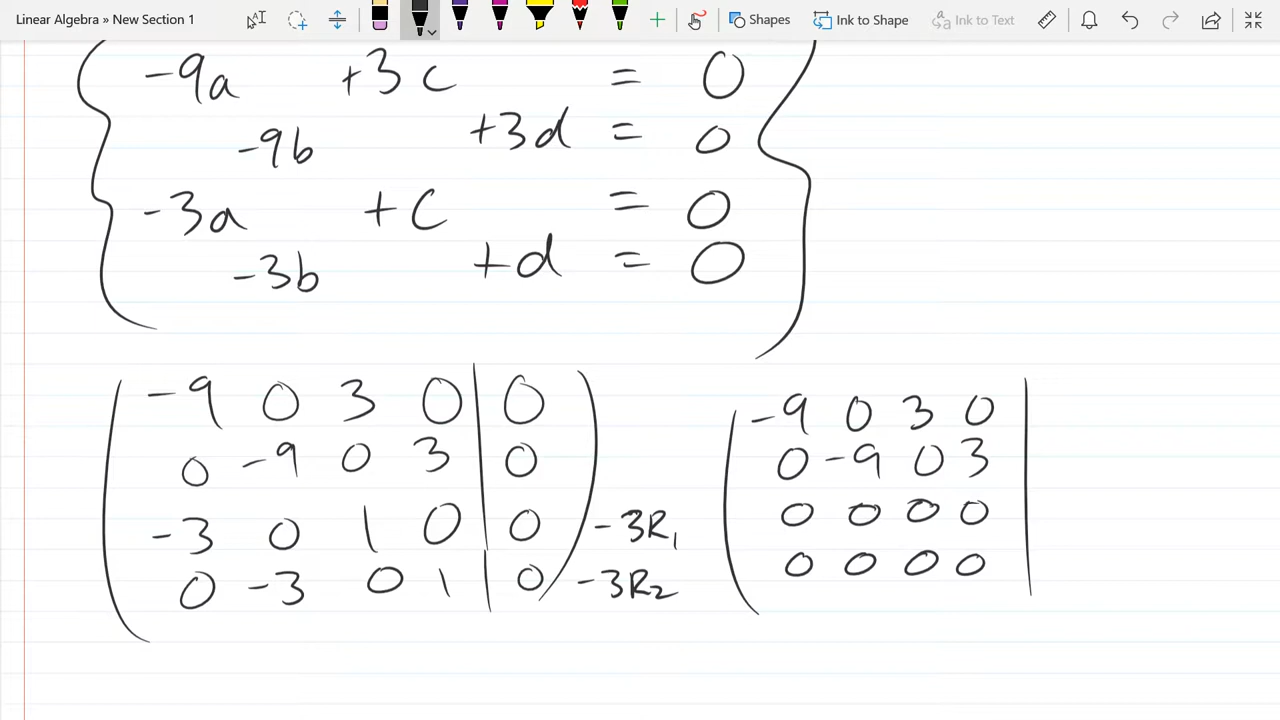 Linear Algebra » New Section 1
Shapes
Ink to Shape
Ink to Text
-9a +3c = 0
-9b +3d = 0
-3a +c = 0
-3b +d = 0
-9 0 3 0 | 0
0 -9 0 3 | 0
-3 0 1 0 | 0 -3R₁
0 -3 0 1 | 0 -3R₂
-9 0 3 0
0 -9 0 3
0 0 0 0
0 0 0 0